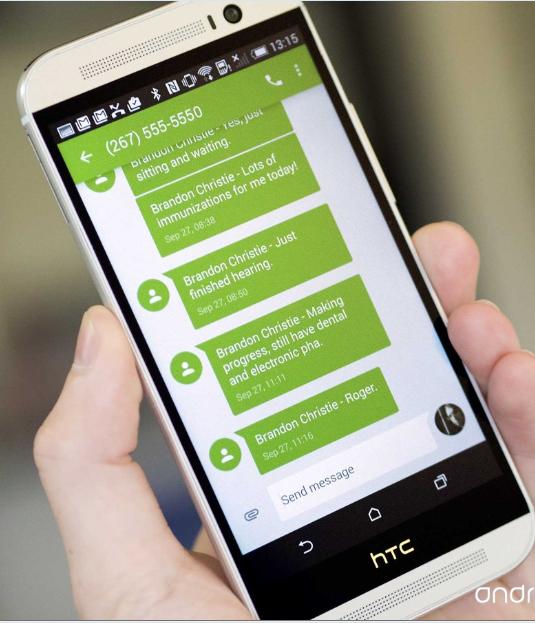 13:15
(267) 555-5550
Brandon Christie - Yes, just
sitting and waiting.
Brandon Christie - Lots of
immunizations for me today!
Sep 27, 08:38
Brandon Christie - Just
finished hearing.
Sep 27, 08:50
Brandon Christie - Making
progress, still have dental
and electronic pha.
Sep 27, 11:11
Brandon Christie - Roger.
Sep 27, 11:16
Send message
hTC
andr